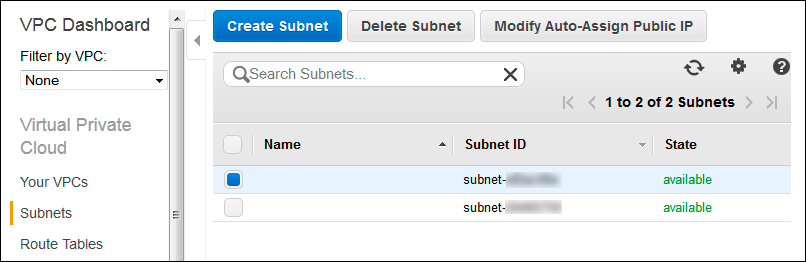 VPC Dashboard
Filter by VPC:
None
Virtual Private
Cloud
Your VPCs
Subnets
Route Tables
Create Subnet Delete Subnet Modify Auto-Assign Public IP
Search Subnets...
1 to 2 of 2 Subnets
Name Subnet ID State
subnet- available
subnet- available